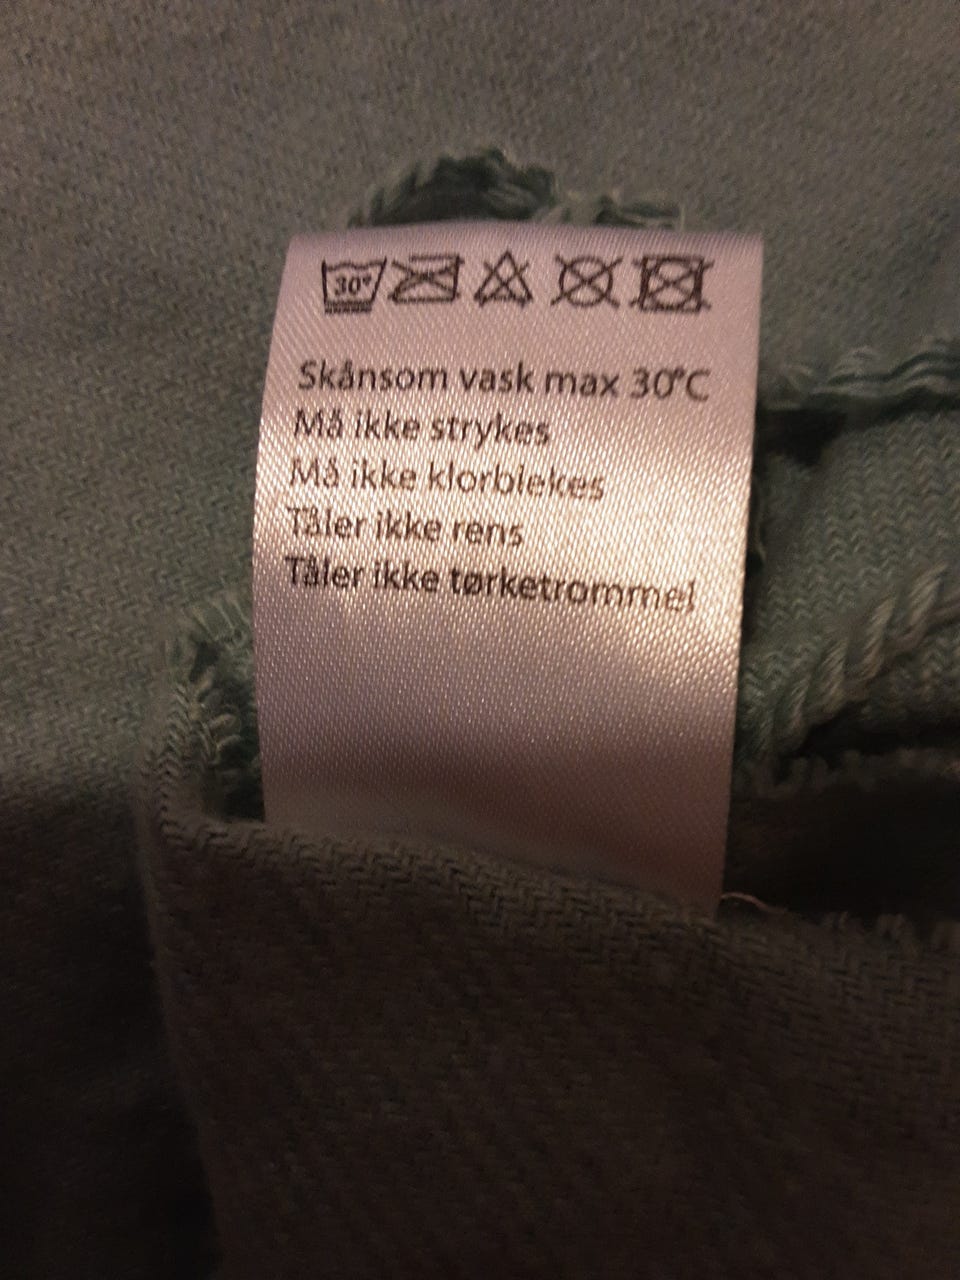 30°
Skånsom vask max 30°C
Må ikke strykes
Må ikke klorblekes
Tåler ikke rens
Tåler ikke tørketrommel